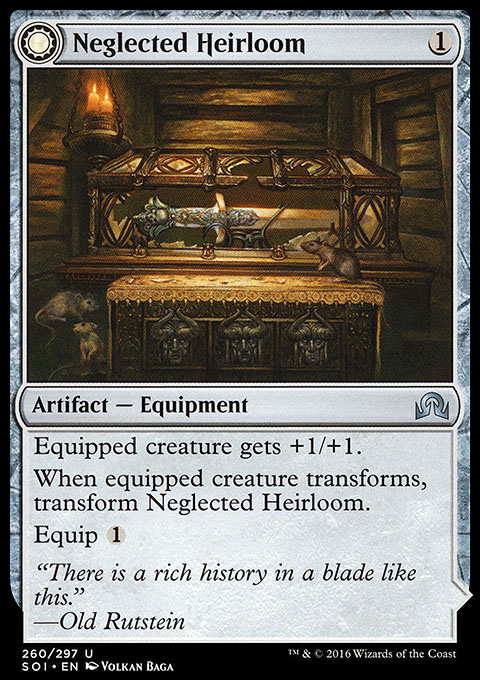 Neglected Heirloom 1
Artifact — Equipment
Equipped creature gets +1/+1.
When equipped creature transforms,
transform Neglected Heirloom.
Equip 1
“There is a rich history in a blade like
this.”
—Old Rutstein
260/297 U
SOI • EN Volkan Baga
™ & © 2016 Wizards of the Coast